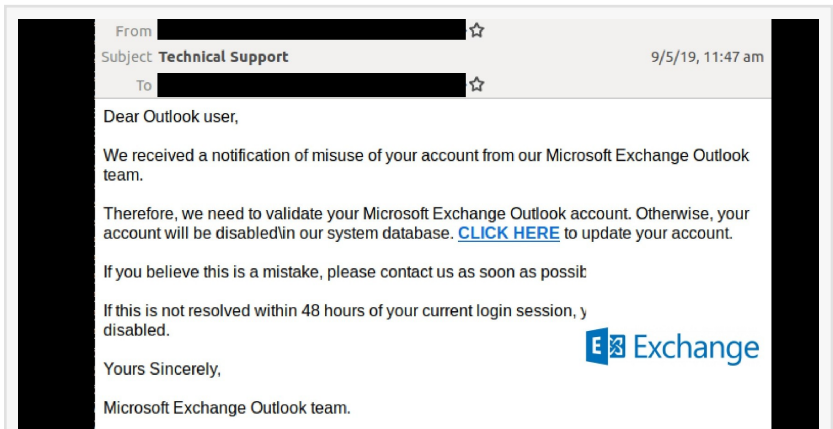 From
Subject Technical Support 9/5/19, 11:47 am
To
Dear Outlook user,
We received a notification of misuse of your account from our Microsoft Exchange Outlook
team.
Therefore, we need to validate your Microsoft Exchange Outlook account. Otherwise, your
account will be disabled\in our system database. CLICK HERE to update your account.
If you believe this is a mistake, please contact us as soon as possib
If this is not resolved within 48 hours of your current login session, y
disabled.
E Exchange
Yours Sincerely,
Microsoft Exchange Outlook team.